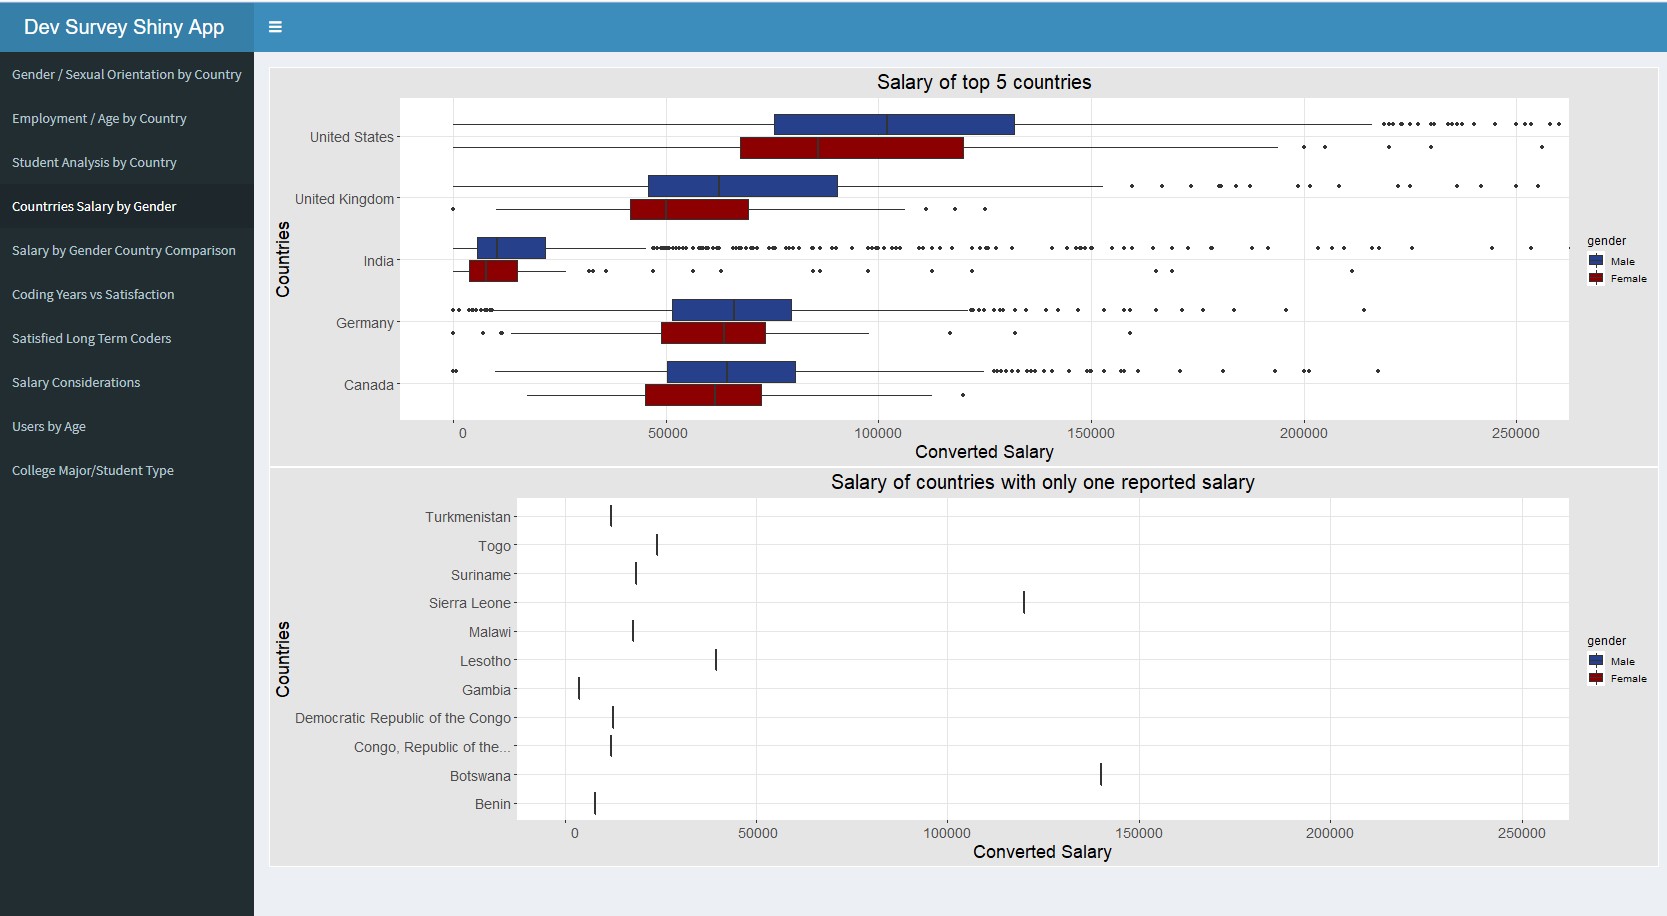 Dev Survey Shiny App
Gender / Sexual Orientation by Country
Employment / Age by Country
Student Analysis by Country
Countrries Salary by Gender
Salary by Gender Country Comparison
Coding Years vs Satisfaction
Satisfied Long Term Coders
Salary Considerations
Users by Age
College Major/Student Type
Salary of top 5 countries
Countries
United States
United Kingdom
India
Germany
Canada
0 50000 100000 150000 200000 250000
Converted Salary
gender
Male
Female
Salary of countries with only one reported salary
Countries
Turkmenistan
Togo
Suriname
Sierra Leone
Malawi
Lesotho
Gambia
Democratic Republic of the Congo
Congo, Republic of the...
Botswana
Benin
0 50000 100000 150000 200000 250000
Converted Salary
gender
Male
Female